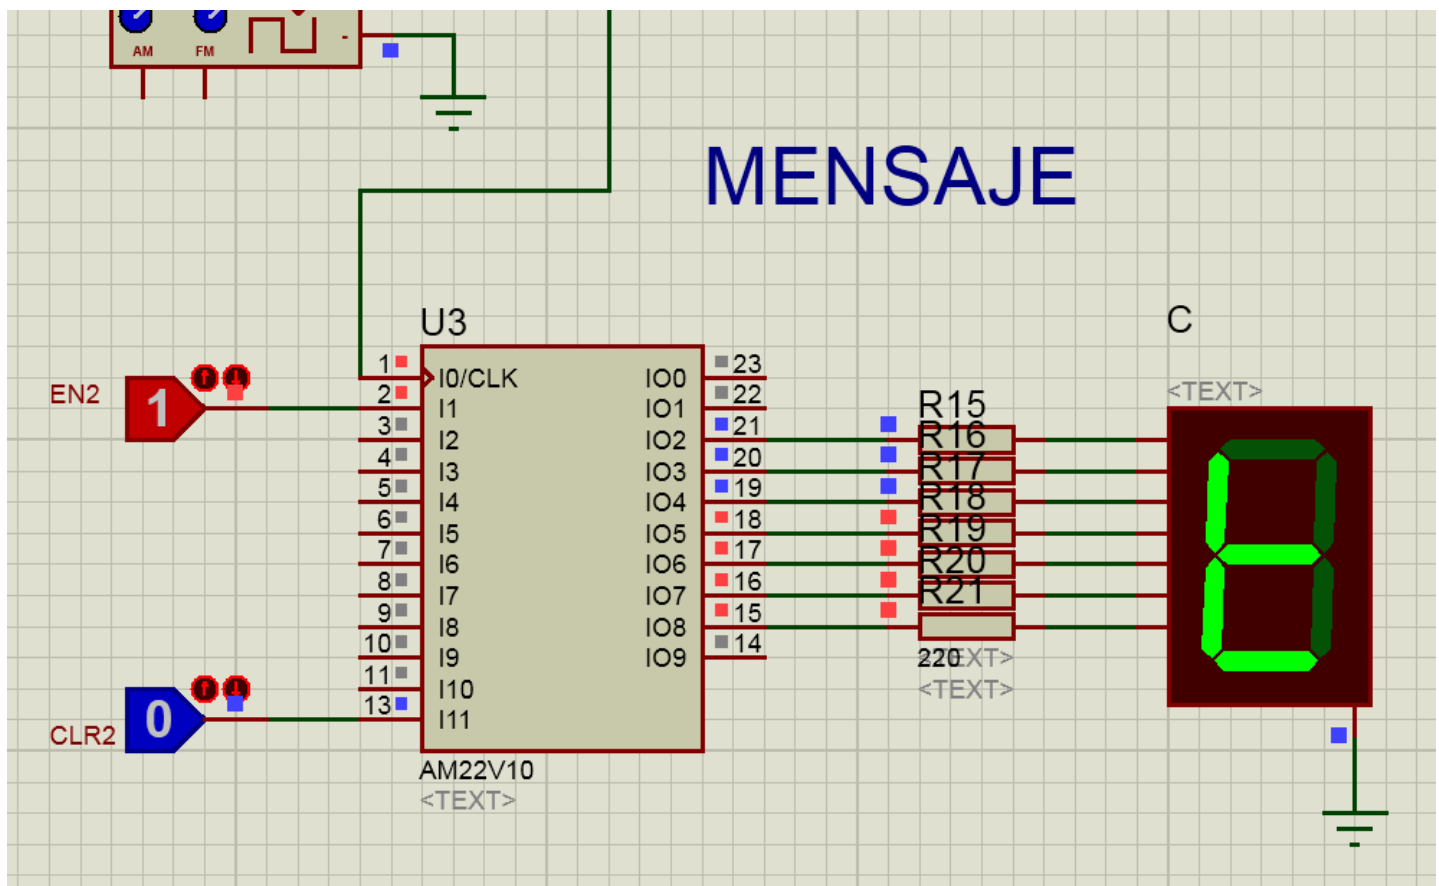 AM FM -
MENSAJE
U3
C
EN2
1
CLR2
0
<TEXT>
1 I0/CLK
2 I1
3 I2
4 I3
5 I4
6 I5
7 I6
8 I7
9 I8
10 I9
11 I10
13 I11
IO0 23
IO1 22
IO2 21
IO3 20
IO4 19
IO5 18
IO6 17
IO7 16
IO8 15
IO9 14
R15
R16
R17
R18
R19
R20
R21
220
<TEXT>
AM22V10
<TEXT>